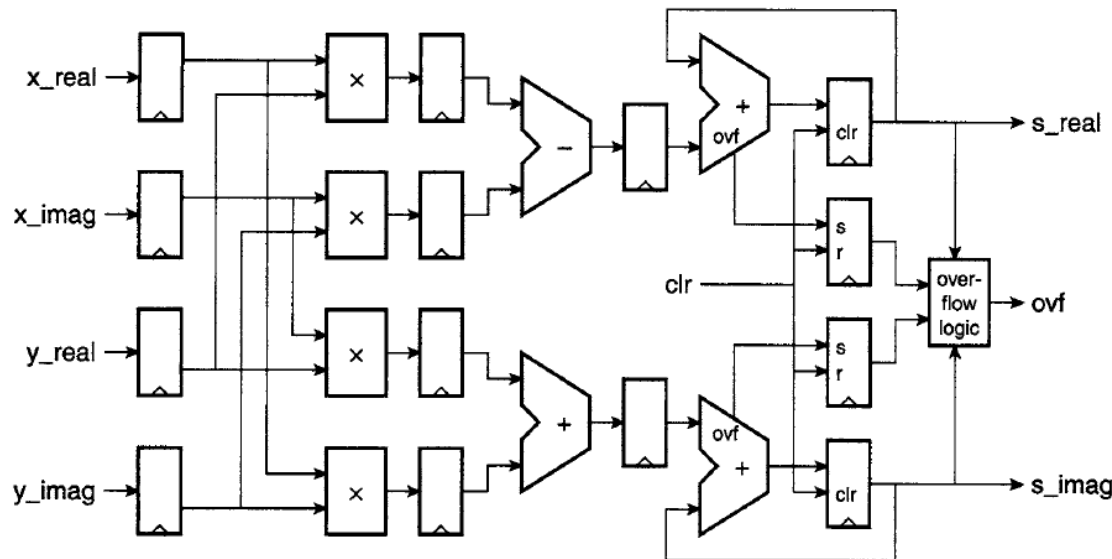 x_real
×
+
ovf
clr
s_real
−
x_imag
×
s
r
clr
over-
flow
logic
ovf
y_real
×
s
r
+
ovf
+
y_imag
×
clr
s_imag